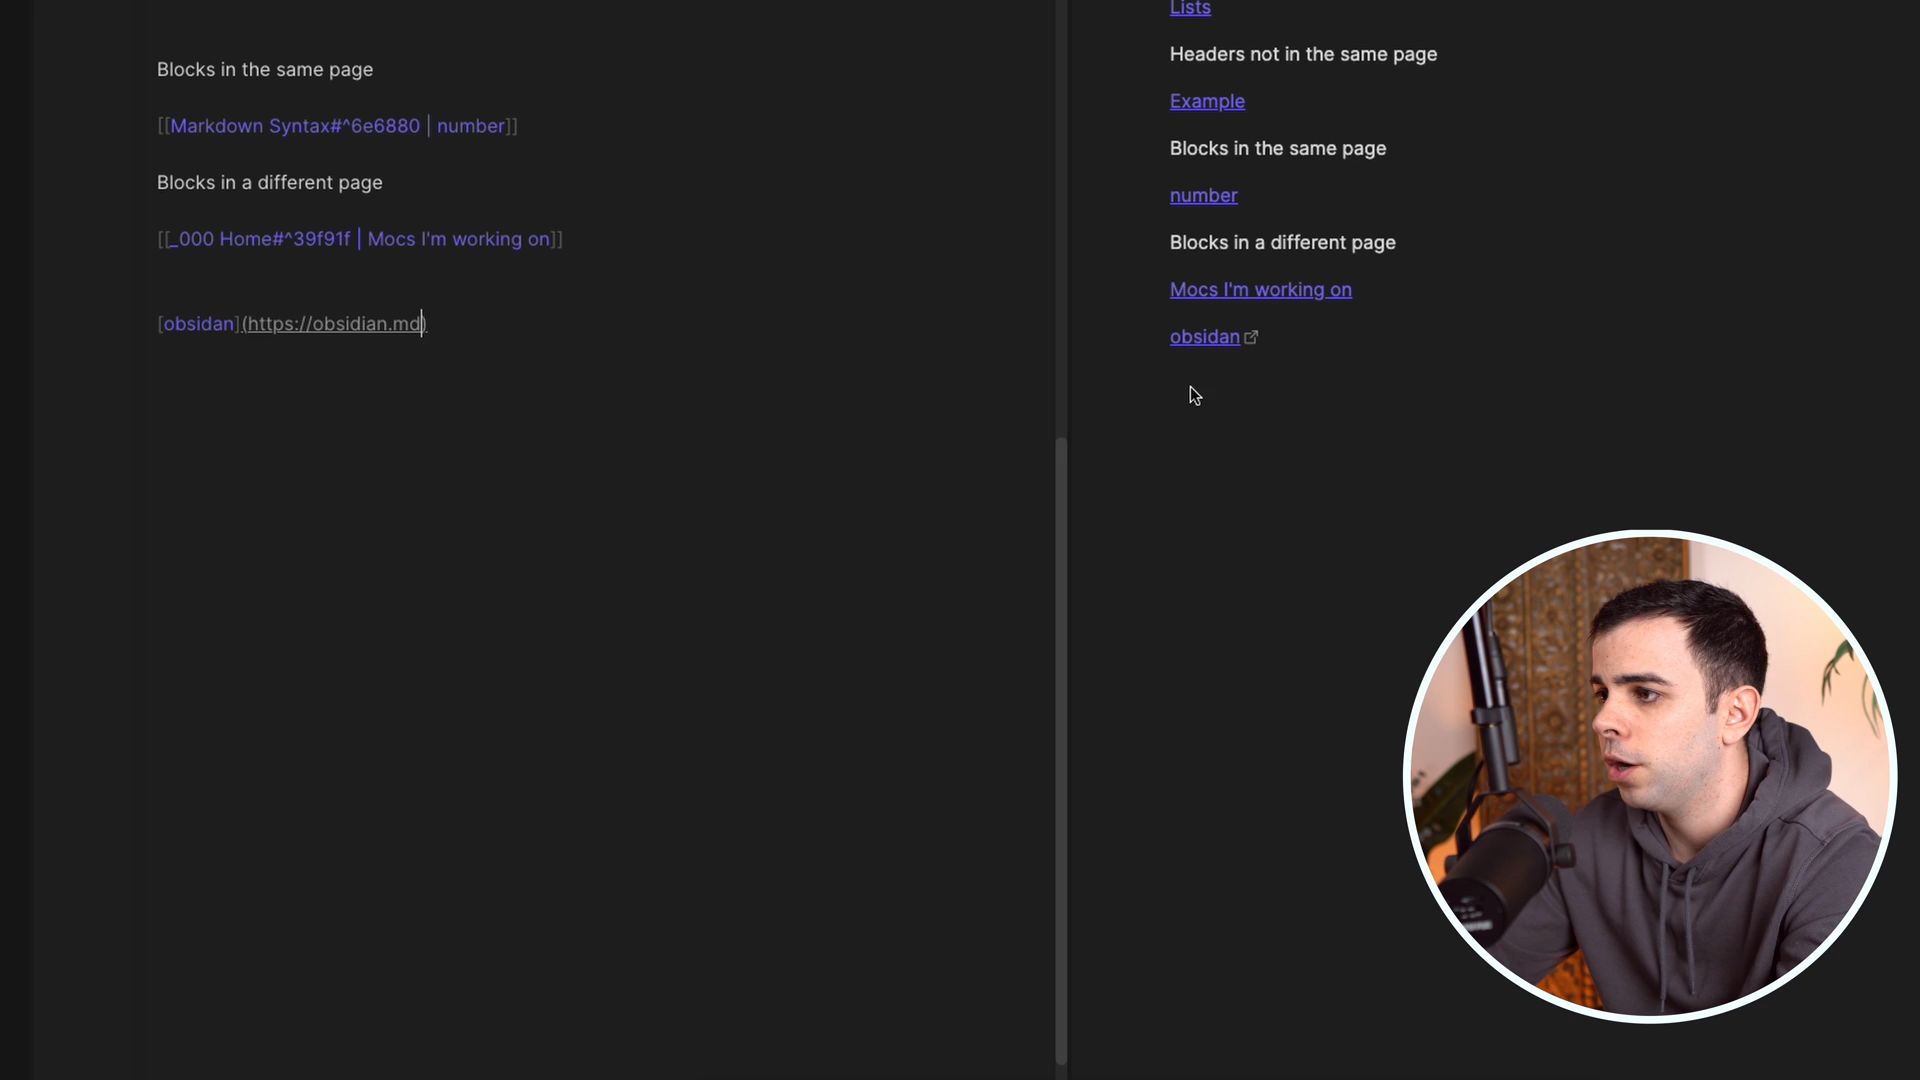 Blocks in the same page
[[Markdown Syntax#^6e6880 | number]]
Blocks in a different page
[[_000 Home#^39f91f | Mocs I'm working on]]
[obsidan](https://obsidian.md)
Lists
Headers not in the same page
Example
Blocks in the same page
number
Blocks in a different page
Mocs I'm working on
obsidan